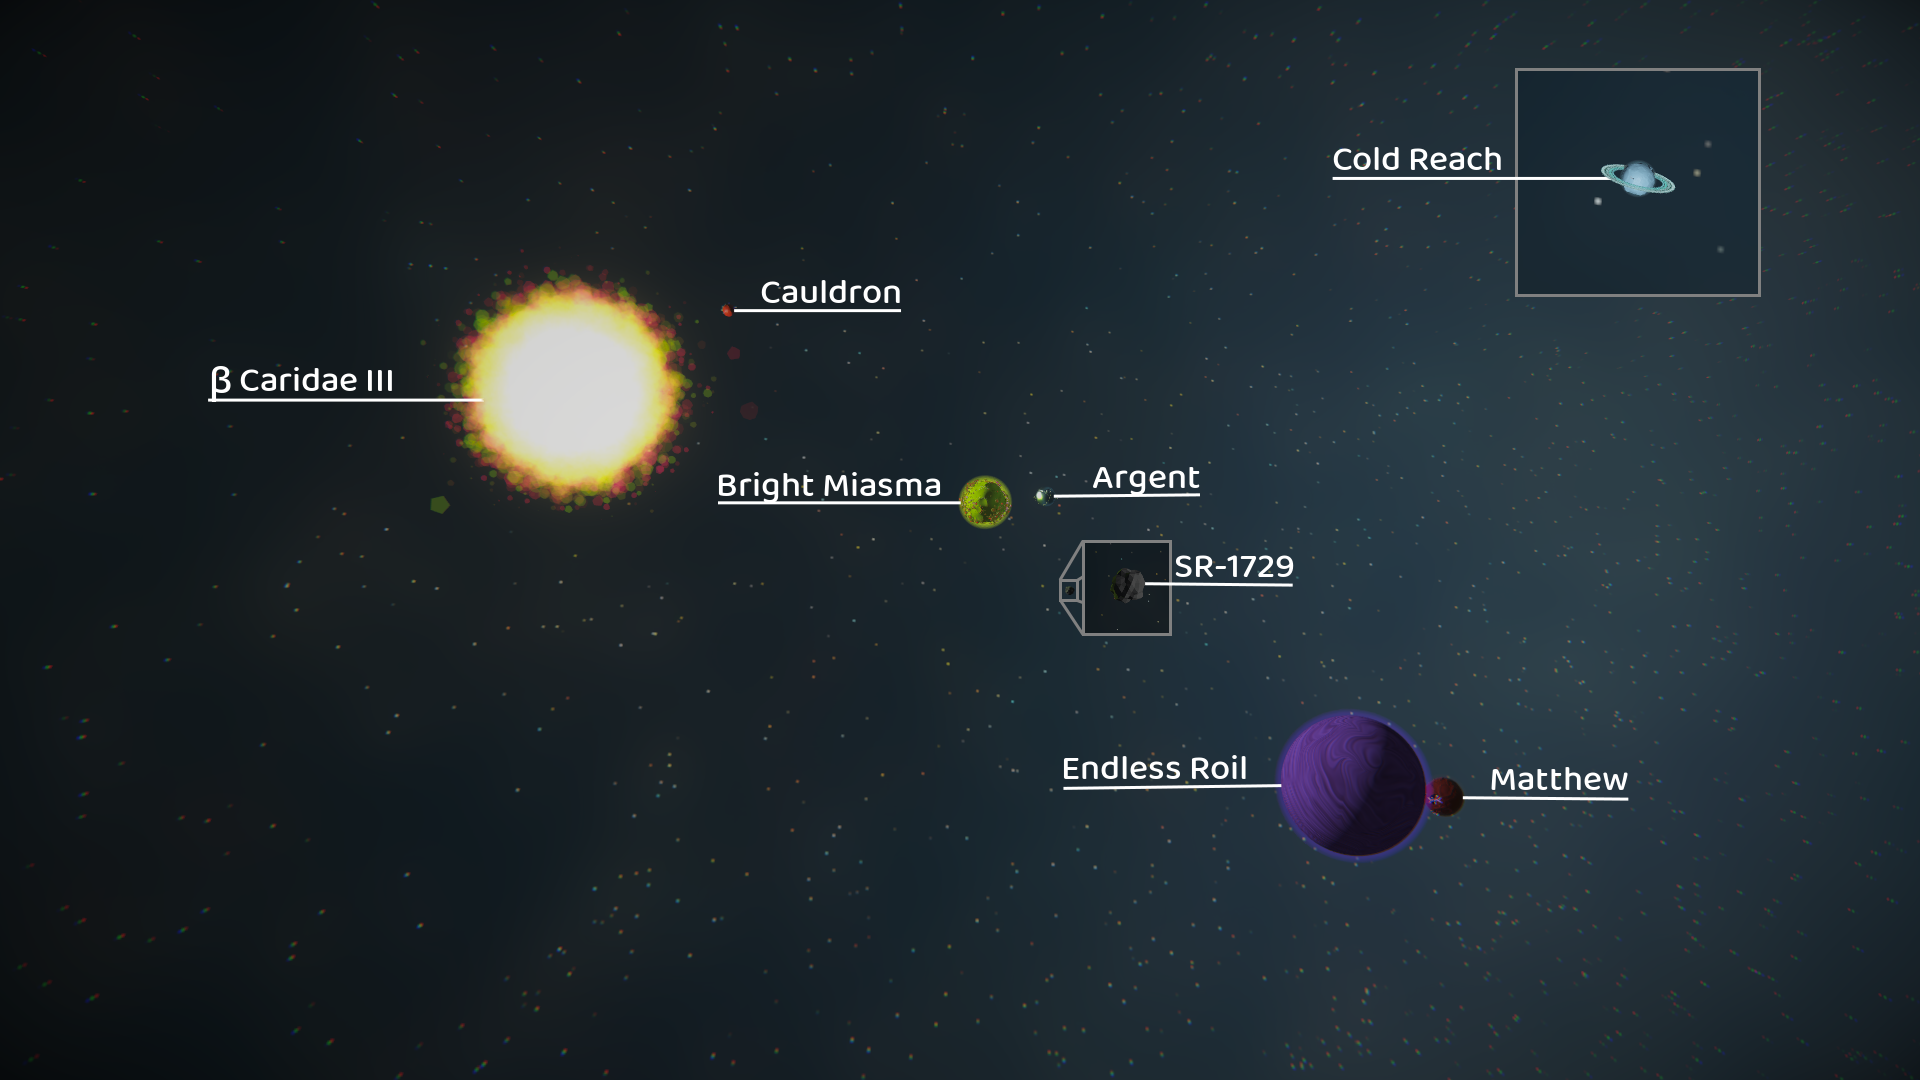 Cold Reach
Cauldron
β Caridae III
Bright Miasma
Argent
SR-1729
Endless Roil
Matthew